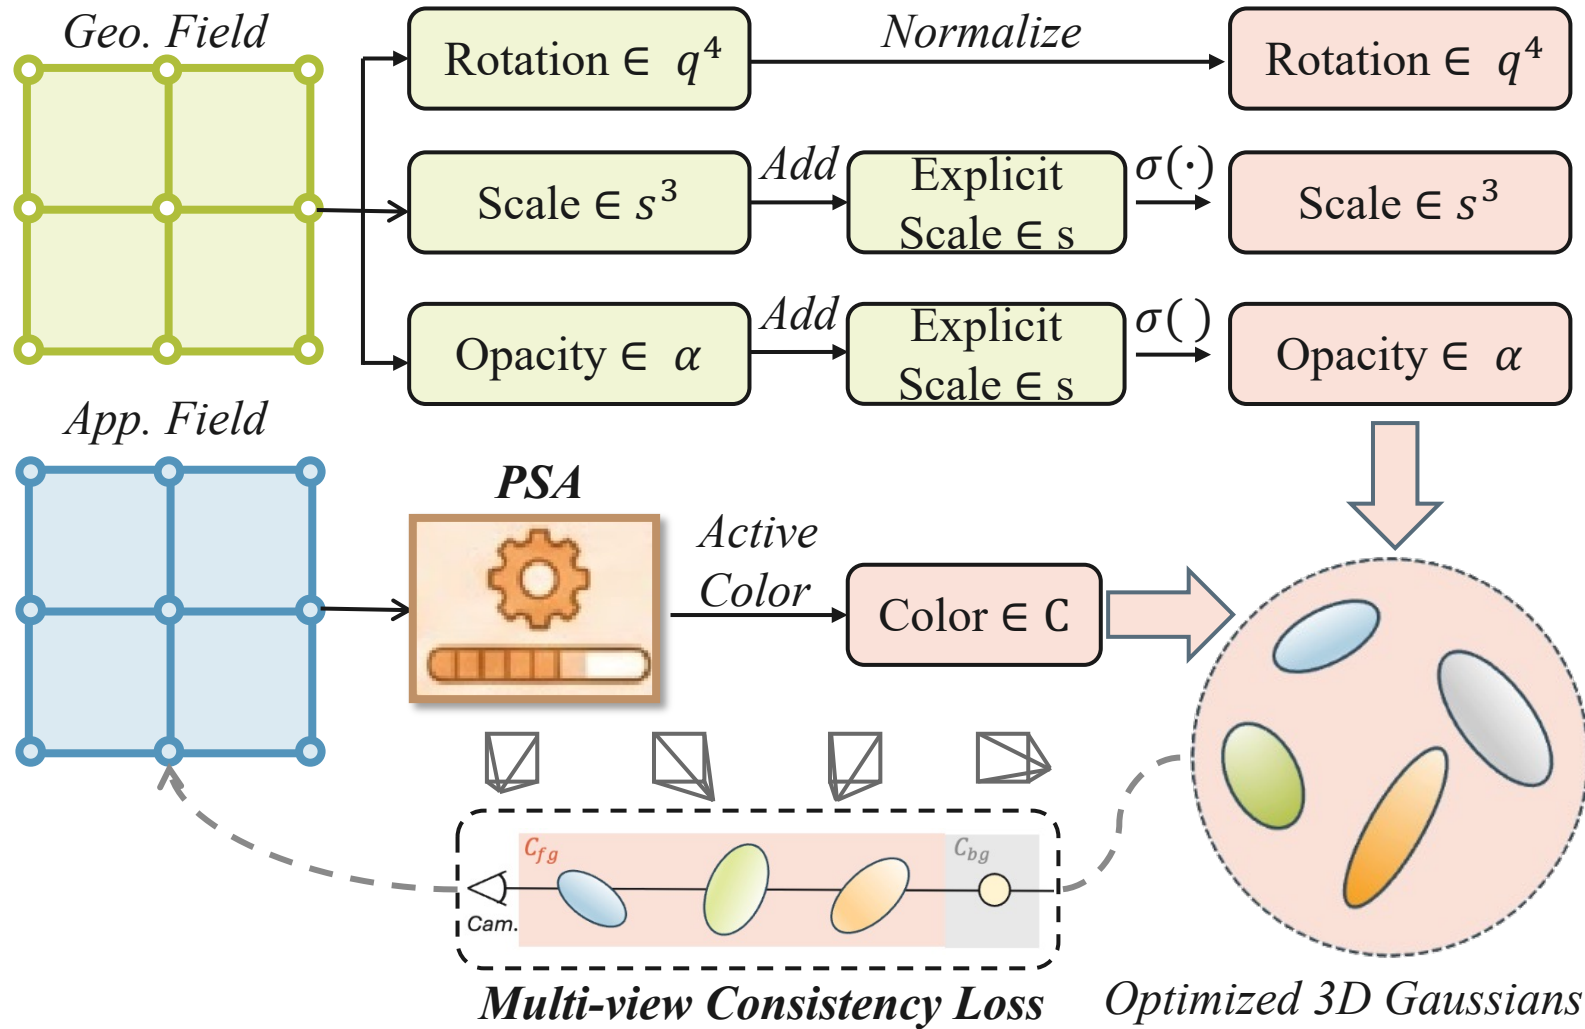 Geo. Field
Rotation ∈ q⁴
Normalize
Rotation ∈ q⁴
Scale ∈ s³
Add
Explicit
Scale ∈ s
σ(·)
Scale ∈ s³
Opacity ∈ α
Add
Explicit
Scale ∈ s
σ( )
Opacity ∈ α
App. Field
PSA
Active
Color
Color ∈ C
C_fg
C_bg
Cam.
Multi-view Consistency Loss
Optimized 3D Gaussians